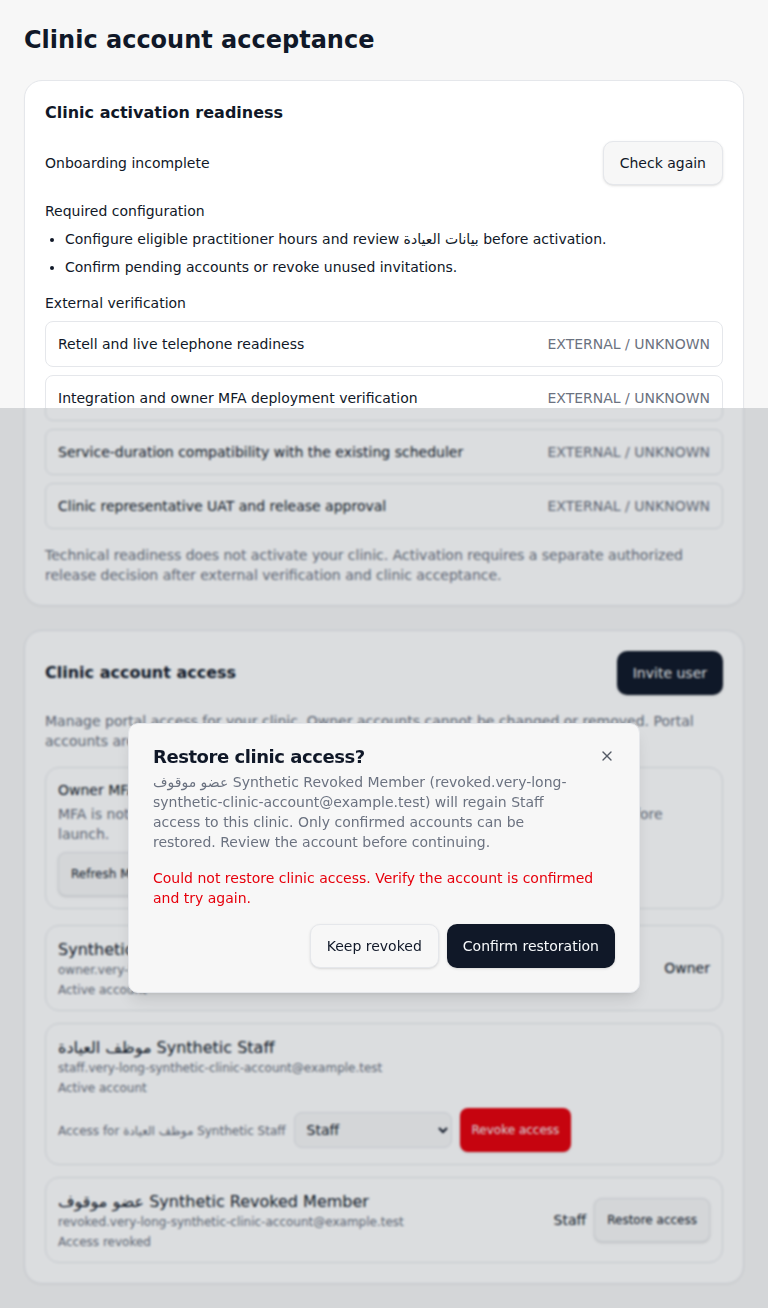 Clinic account acceptance
Clinic activation readiness
Onboarding incomplete
Check again
Required configuration
• Configure eligible practitioner hours and review بيانات العيادة before activation.
• Confirm pending accounts or revoke unused invitations.
External verification
Retell and live telephone readiness
EXTERNAL / UNKNOWN
Integration and owner MFA deployment verification
EXTERNAL / UNKNOWN
Service-duration compatibility with the existing scheduler
EXTERNAL / UNKNOWN
Clinic representative UAT and release approval
EXTERNAL / UNKNOWN
Technical readiness does not activate your clinic. Activation requires a separate authorized
release decision after external verification and clinic acceptance.
Clinic account access
Invite user
Manage portal access for your clinic. Owner accounts cannot be changed or removed. Portal
accounts
Owner
MFA is not
launch.
Refresh
Restore clinic access?
×
عضو موقوف Synthetic Revoked Member (revoked.very-long-
synthetic-clinic-account@example.test) will regain Staff
access to this clinic. Only confirmed accounts can be
restored. Review the account before continuing.
Could not restore clinic access. Verify the account is confirmed
and try again.
Keep revoked
Confirm restoration
Synthetic
owner.very-
Active account
Owner
موظف العيادة Synthetic Staff
staff.very-long-synthetic-clinic-account@example.test
Active account
Access for موظف العيادة Synthetic Staff
Staff
Revoke access
عضو موقوف Synthetic Revoked Member
revoked.very-long-synthetic-clinic-account@example.test
Access revoked
Staff
Restore access